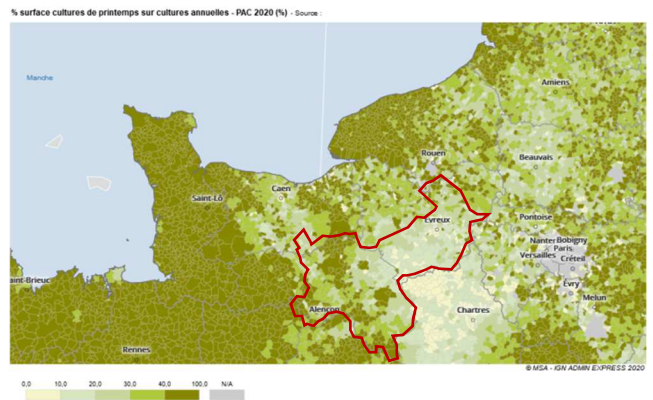 % surface cultures de printemps sur cultures annuelles - PAC 2020 (%) - Source :
Manche
Amiens
Rouen
Beauvais
Caen
Saint-Lô
Evreux
Pontoise
Nanterre
Bobigny
Paris
Versailles
Créteil
Evry
Melun
aint-Brieuc
Alençon
Chartres
Rennes
© MSA - IGN ADMIN EXPRESS 2020
0,0 10,0 20,0 30,0 40,0 100,0 N/A